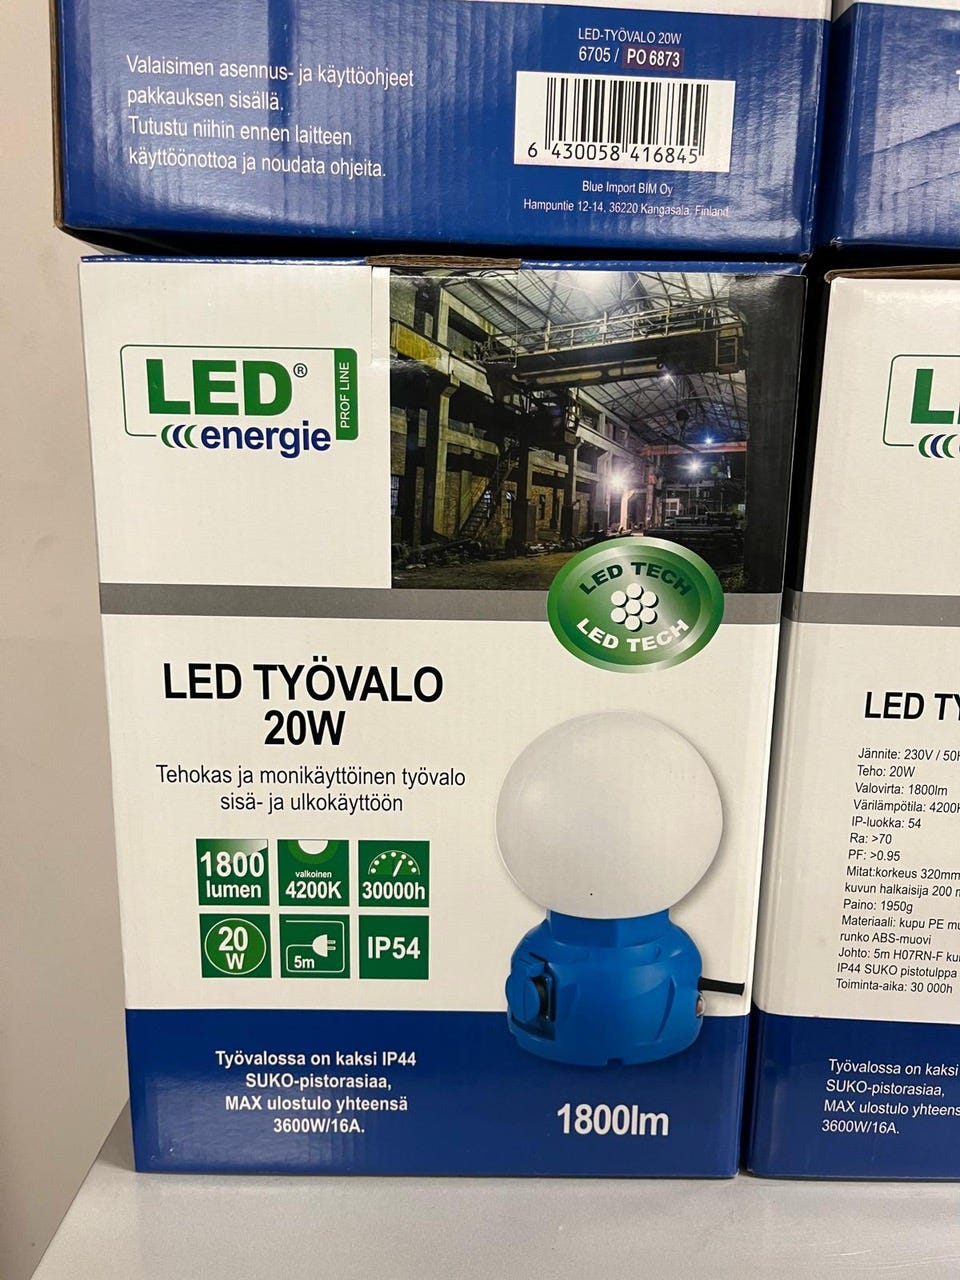 Valaisimen asennus- ja käyttöohjeet
pakkauksen sisällä.
Tutustu niihin ennen laitteen
käyttöönottoa ja noudata ohjeita.
LED-TYÖVALO 20W
6705 / PO 6873
6 430058 416845
Blue Import BIM Oy
Hampuntie 12-14, 36220 Kangasala, Finland
LED®
energie
PROF LINE
LED TECH
LED TECH
LED TYÖVALO
20W
Tehokas ja monikäyttöinen työvalo
sisä- ja ulkokäyttöön
1800
lumen
valkoinen
4200K
30000h
20
W
5m
IP54
Työvalossa on kaksi IP44
SUKO-pistorasiaa,
MAX ulostulo yhteensä
3600W/16A.
1800lm
LED
Jännite: 230V / 50
Teho: 20W
Valovirta: 1800lm
Värilämpötila: 4200K
IP-luokka: 54
Ra: >70
PF: >0.95
Mitat:korkeus 320mm
kuvun halkaisija 200
Paino: 1950g
Materiaali: kupu PE
runko ABS-muovi
Johto: 5m H07RN-F
IP44 SUKO pistotulppa
Toiminta-aika: 30 000h
Työvalossa on kaksi
SUKO-pistorasiaa,
MAX ulostulo
3600W/16A.